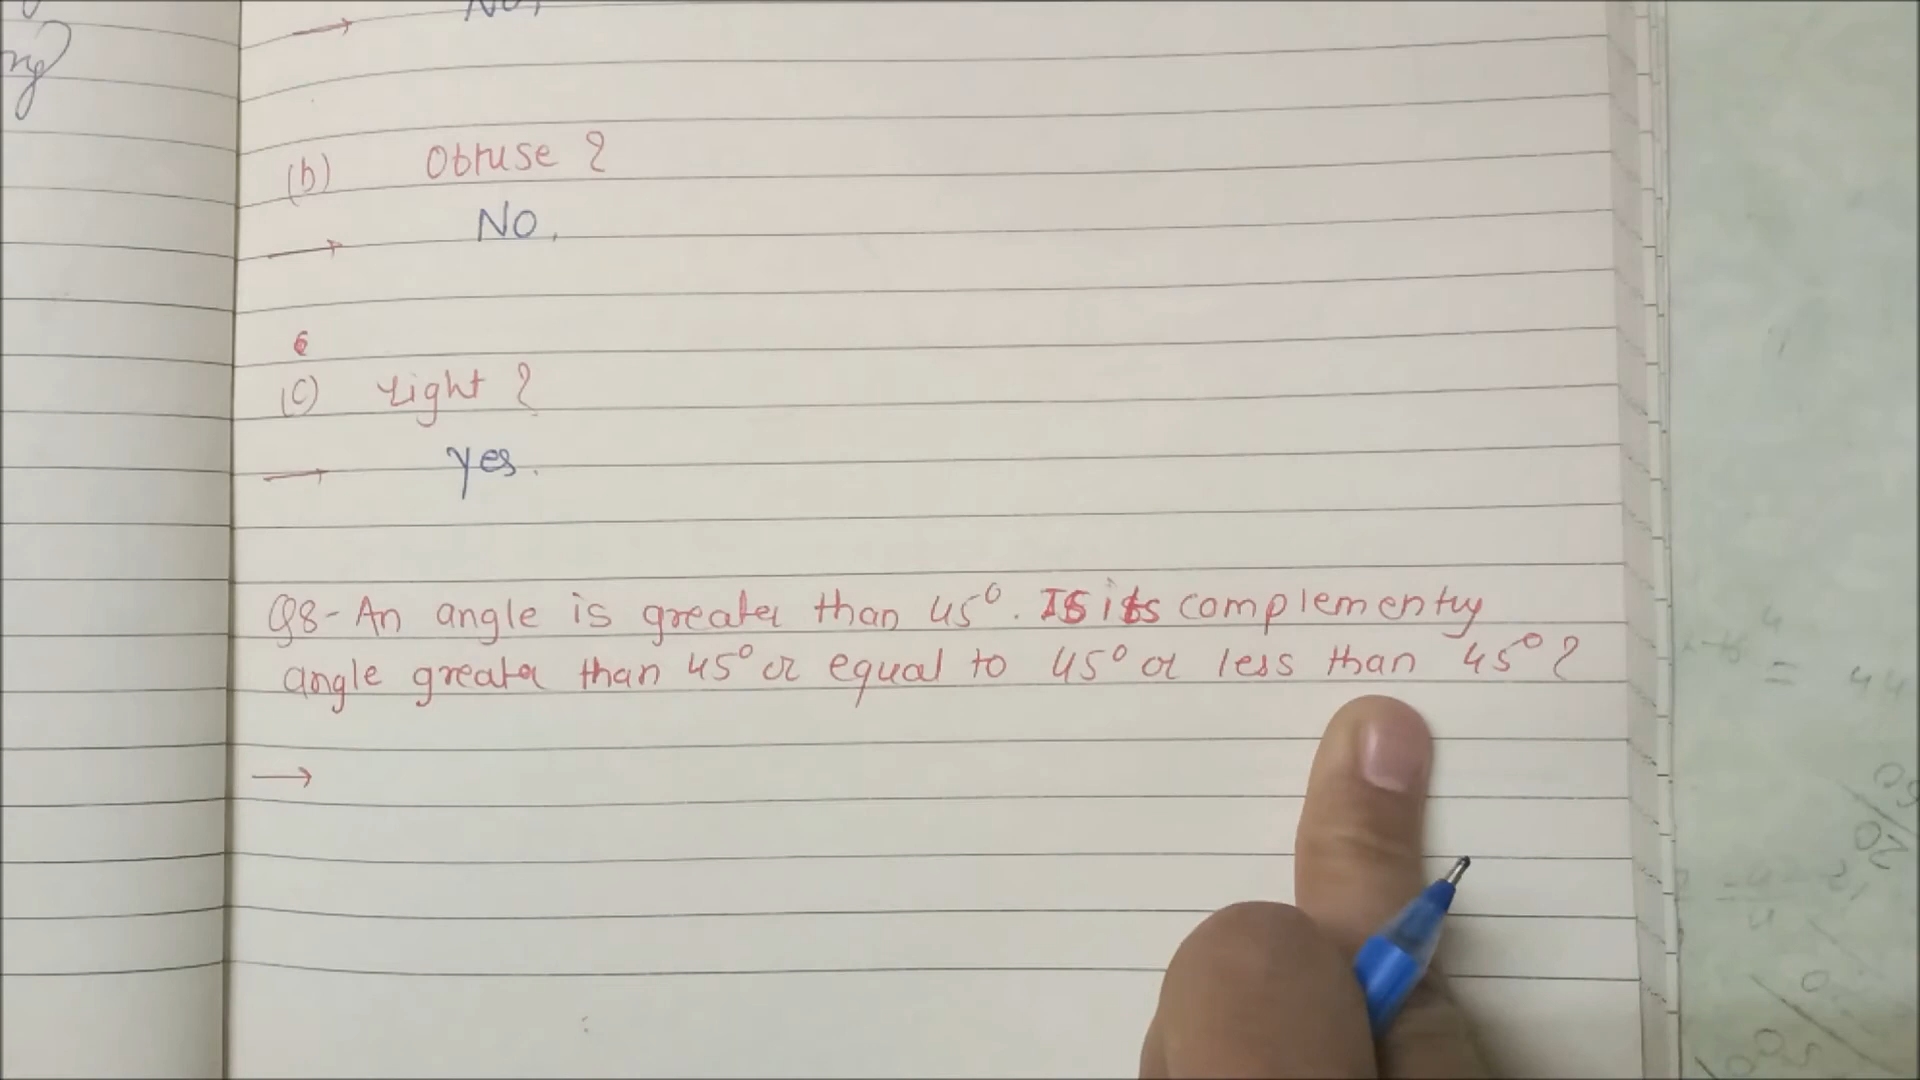 NO,
(b) Obtuse ?
→ NO,
(c) right ?
→ Yes.
Q8- An angle is greater than 45°. Is its complementry
angle greater than 45° or equal to 45° or less than 45° ?
→